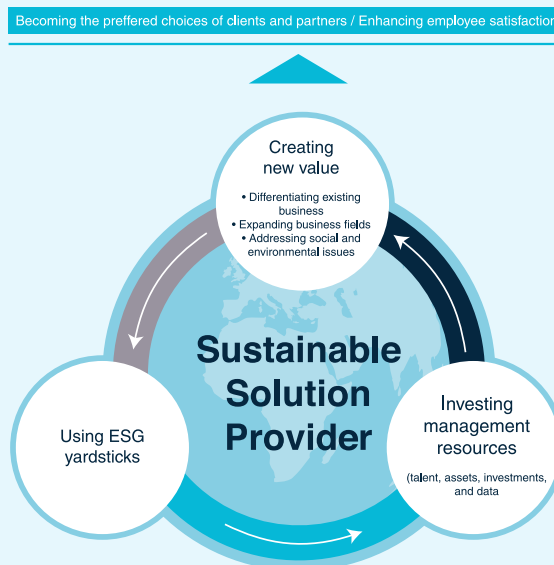 Becoming the preffered choices of clients and partners / Enhancing employee satisfaction
Creating
new value
• Differentiating existing
business
• Expanding business fields
• Addressing social and
environmental issues
Sustainable
Solution
Provider
Using ESG
yardsticks
Investing
management
resources
(talent, assets, investments,
and data